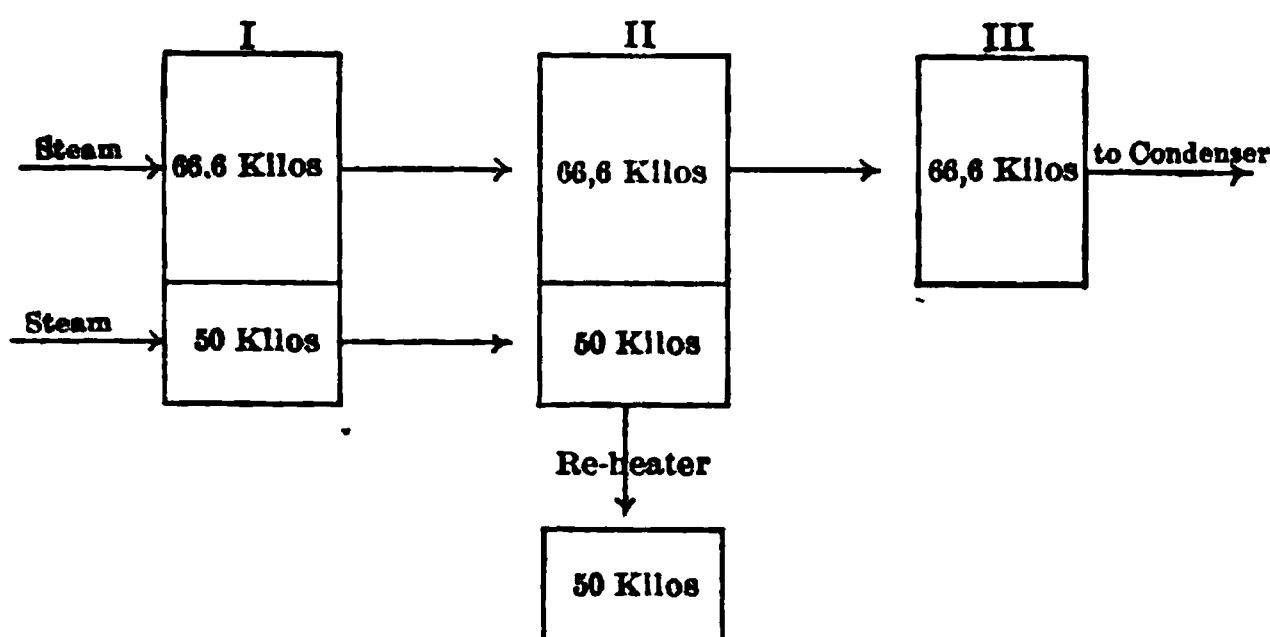 I
II
III
Steam
66.6 Kilos
66,6 Kilos
66,6 Kilos
to Condenser
Steam
50 Kilos
50 Kilos
Re-heater
50 Kilos